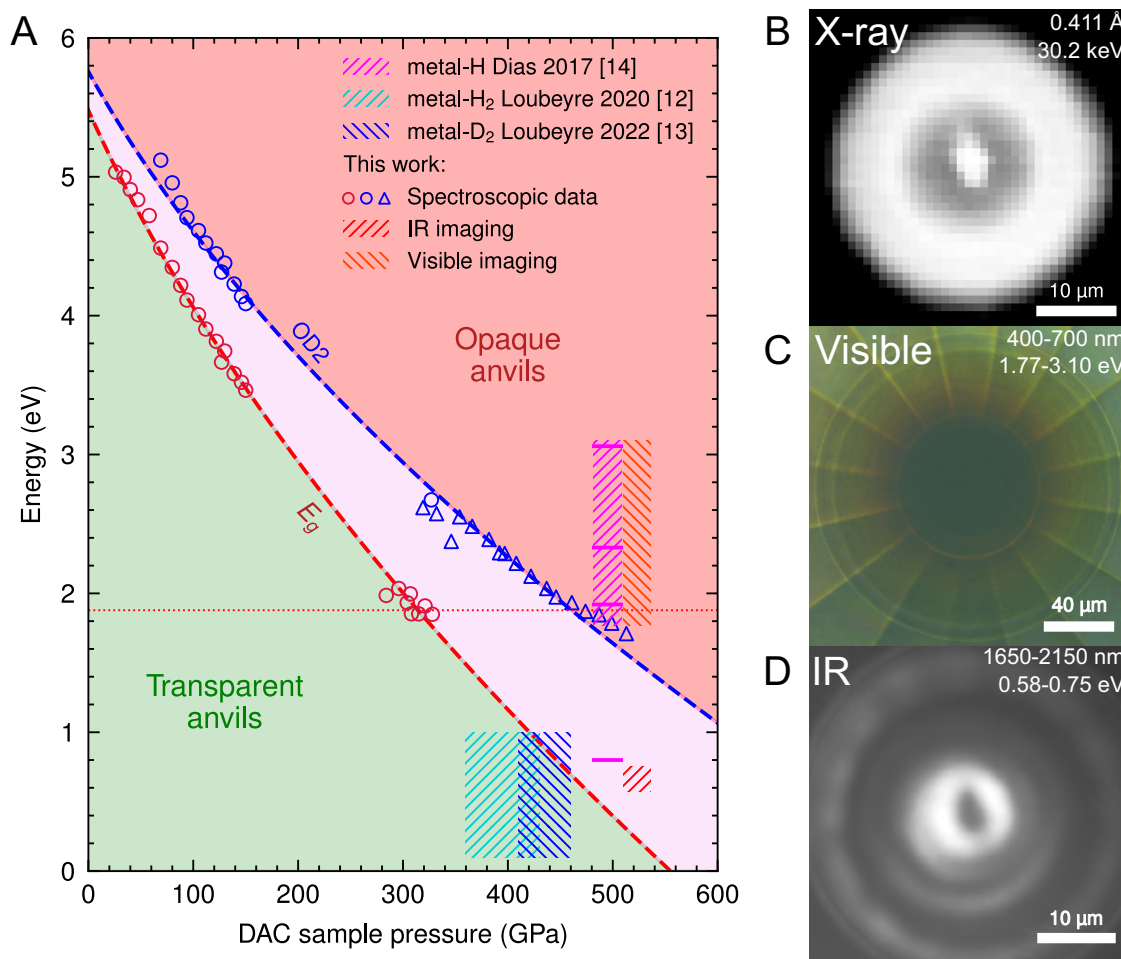 A
6
5
4
3
2
1
0
Energy (eV)
0
100
200
300
400
500
600
DAC sample pressure (GPa)
metal-H Dias 2017 [14]
metal-H₂ Loubeyre 2020 [12]
metal-D₂ Loubeyre 2022 [13]
This work:
Spectroscopic data
IR imaging
Visible imaging
OD2
Opaque
anvils
Eg
Transparent
anvils
B
X-ray
0.411 Å
30.2 keV
10 µm
C
Visible
400-700 nm
1.77-3.10 eV
40 µm
D
IR
1650-2150 nm
0.58-0.75 eV
10 µm